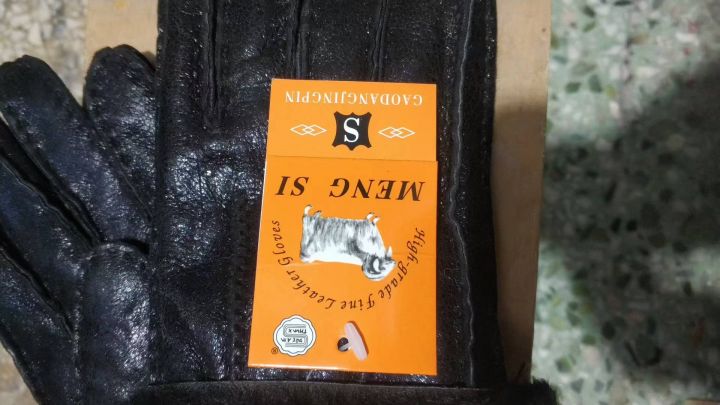 ®
High-grade Fine Leather Gloves
MENG SI
S
GAODANGJINGPIN